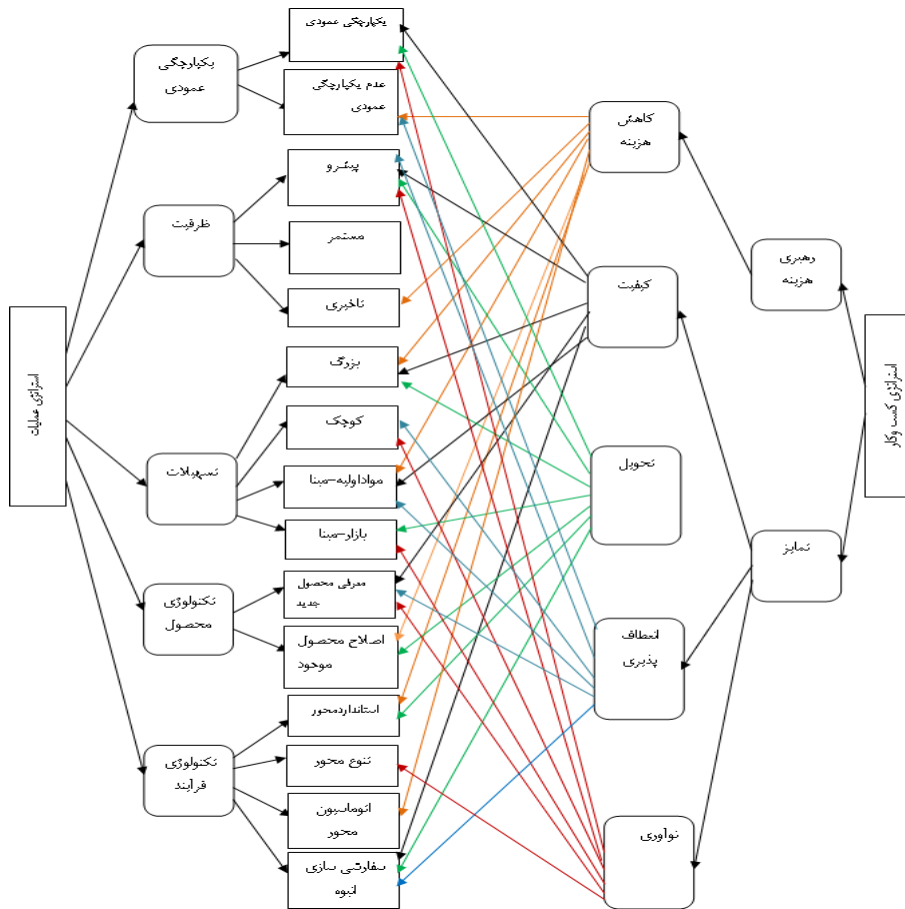 استراتژی کسب وکار
رهبری
هزینه
تمایز
کاهش
هزینه
کیفیت
تحویل
انعطاف
پذیری
نوآوری
یکپارچگی عمودی
عدم یکپارچگی
عمودی
پیشرو
مستمر
تاخیری
بزرگ
کوچک
مواداولیه-مبنا
بازار-مبنا
معرفی محصول
جدید
اصلاح محصول
موجود
استانداردمحور
تنوع محور
اتوماسیون
محور
سفارشی سازی
انبوه
یکپارچگی
عمودی
ظرفیت
تسهیلات
تکنولوژی
محصول
تکنولوژی
فرآیند
استراتژی عملیات